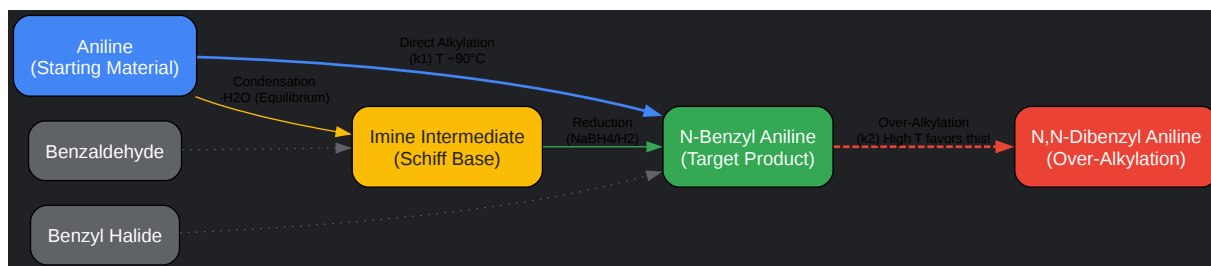 Aniline
(Starting Material)
Direct Alkylation
(k1) T ~90°C
Condensation
-H2O (Equilibrium)
Benzaldehyde
Imine Intermediate
(Schiff Base)
Reduction
(NaBH4/H2)
N-Benzyl Aniline
(Target Product)
Over-Alkylation
(k2) High T favors this!
N,N-Dibenzyl Aniline
(Over-Alkylation)
Benzyl Halide